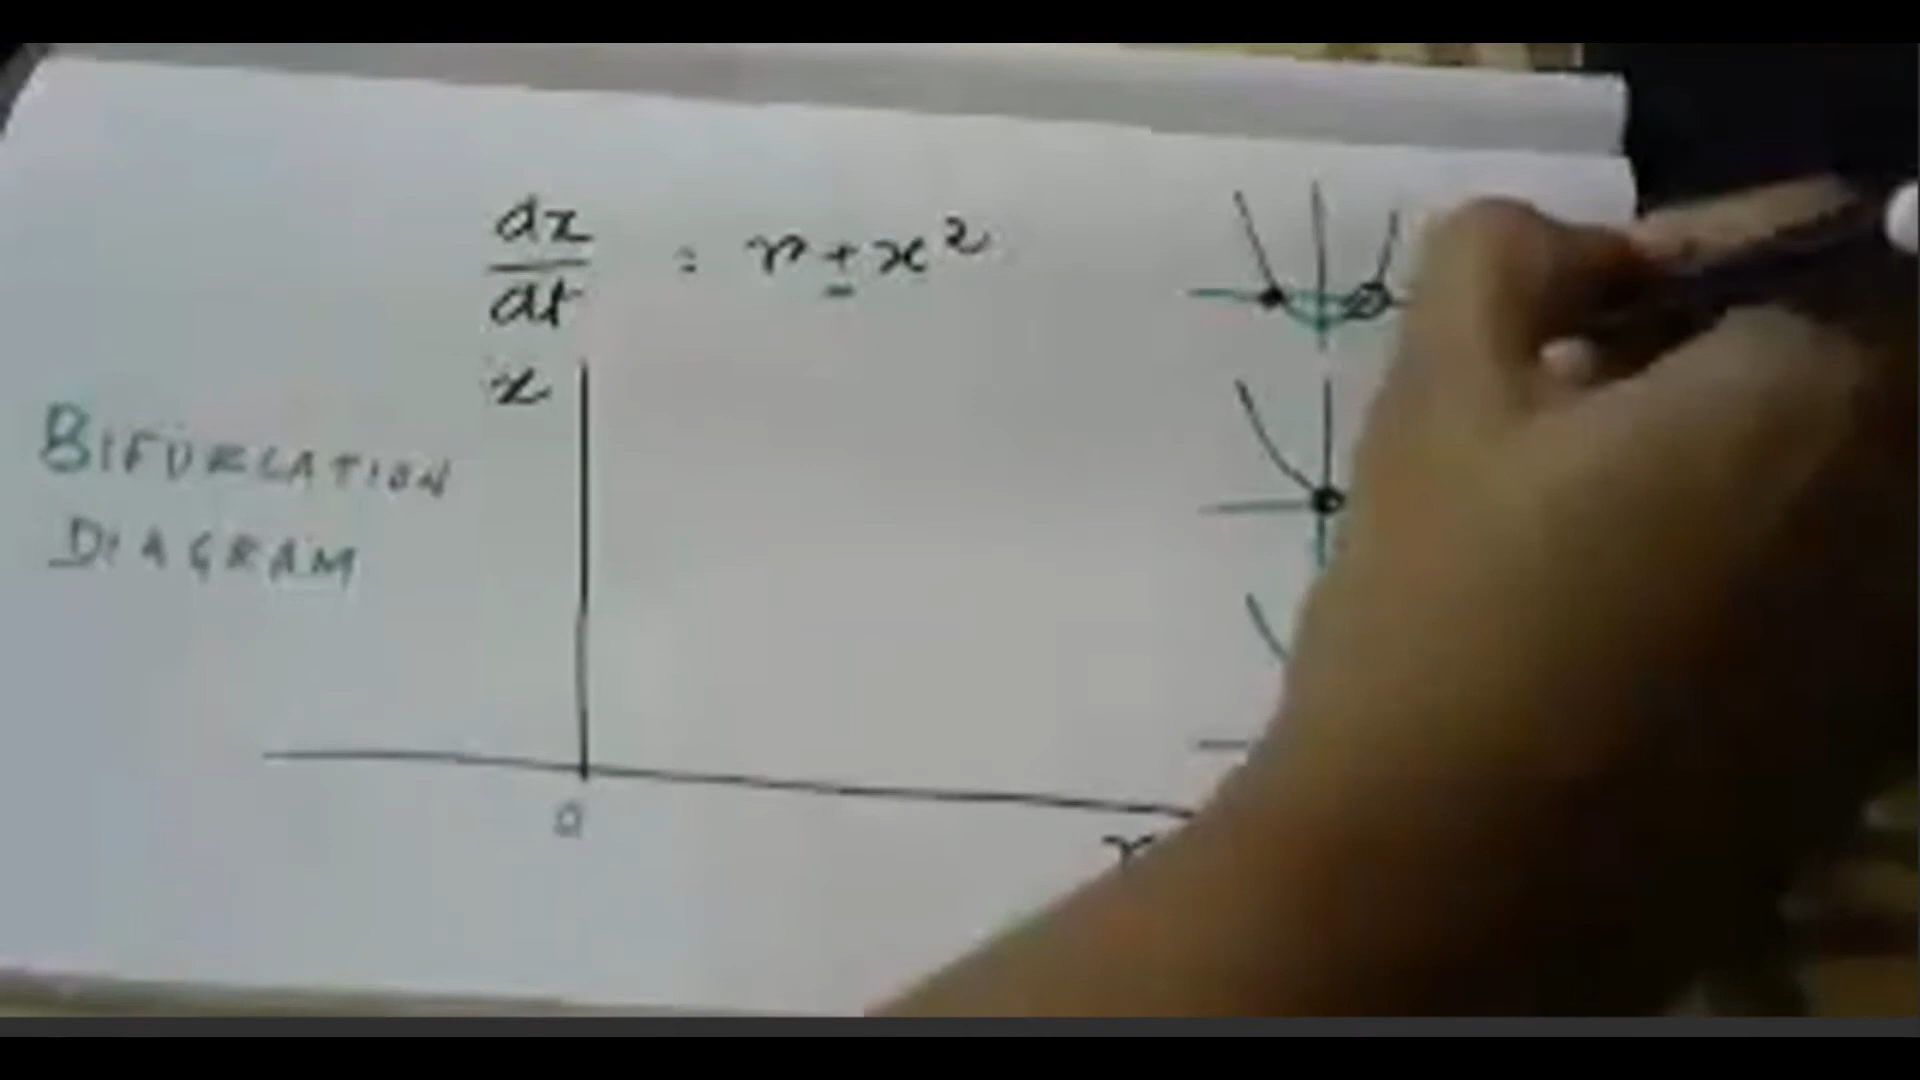 dx
dt
= r + x²
x
BIFURCATION
DIAGRAM
0
r